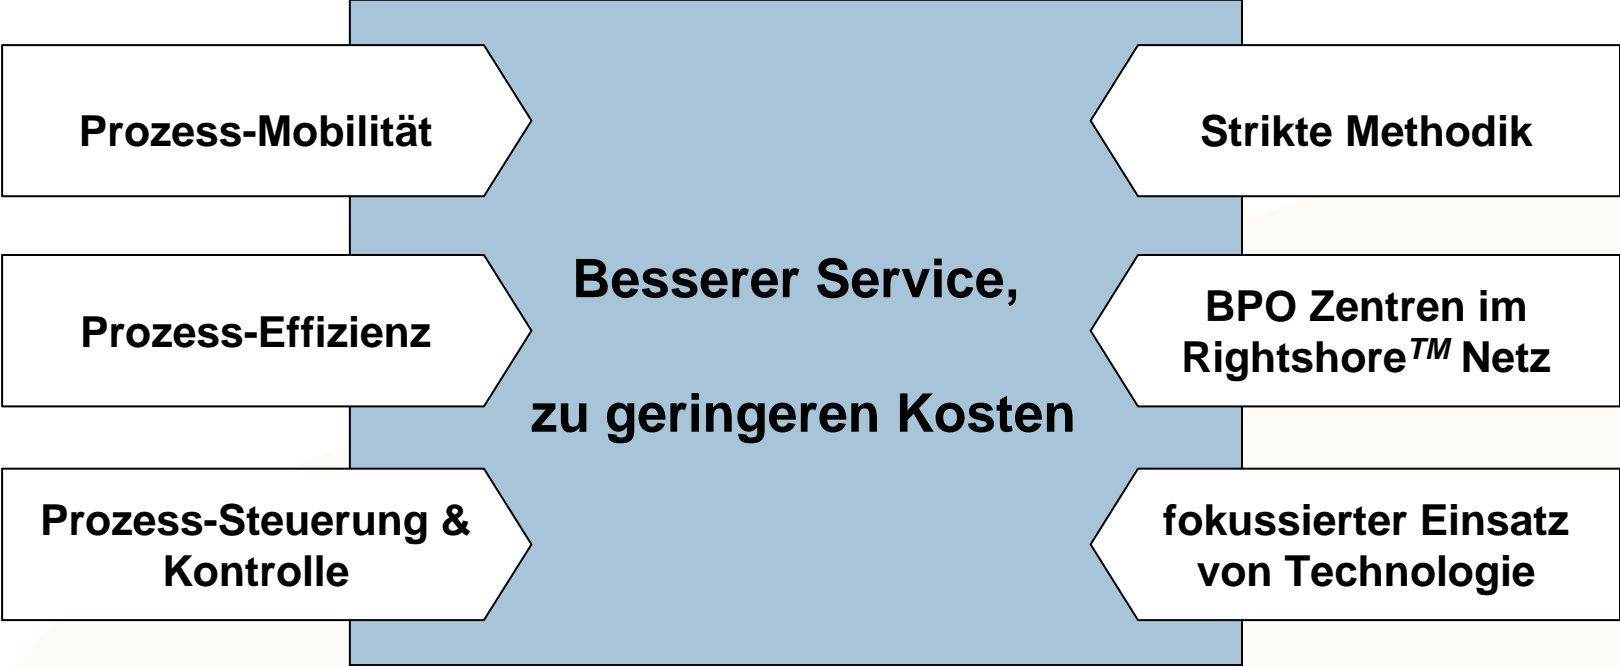 Prozess-Mobilität
Prozess-Effizienz
Prozess-Steuerung &
Kontrolle
Besserer Service,
zu geringeren Kosten
Strikte Methodik
BPO Zentren im
Rightshore™ Netz
fokussierter Einsatz
von Technologie